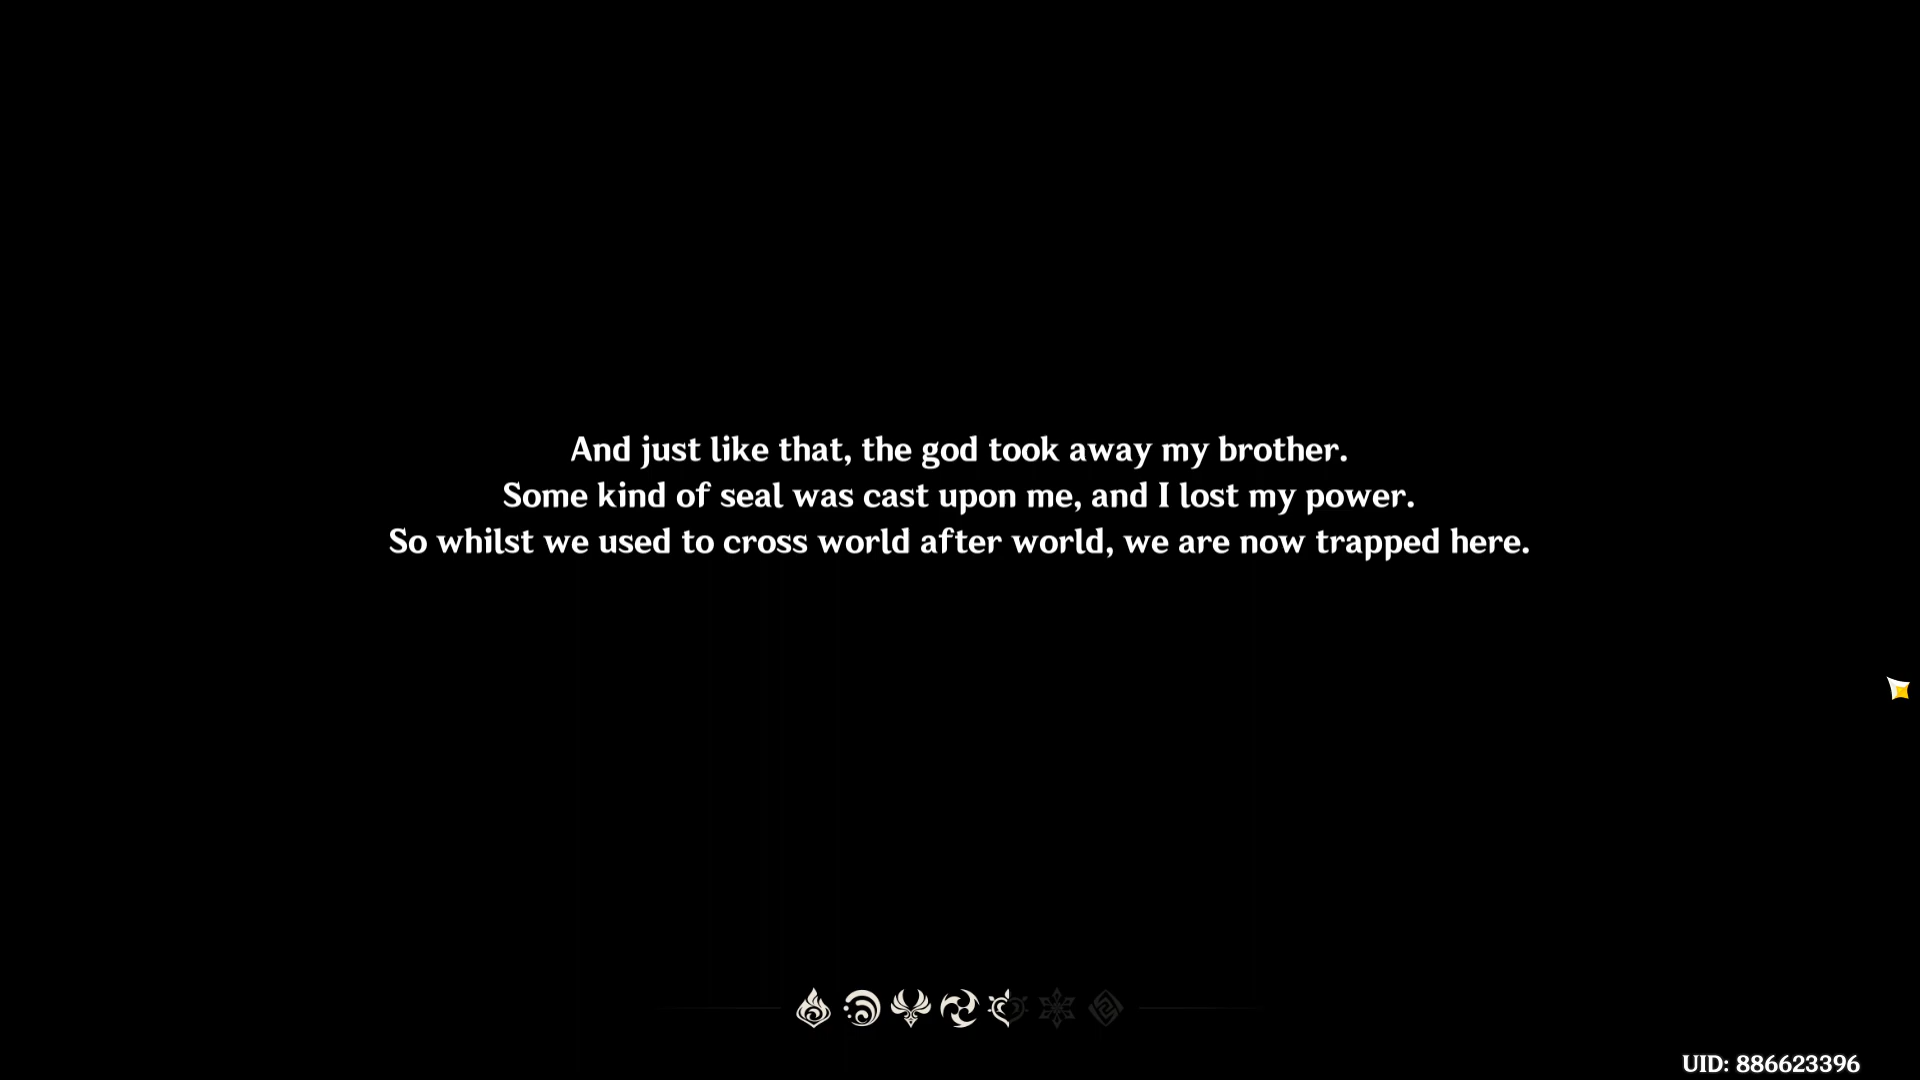 And just like that, the god took away my brother.
Some kind of seal was cast upon me, and I lost my power.
So whilst we used to cross world after world, we are now trapped here.
UID: 886623396